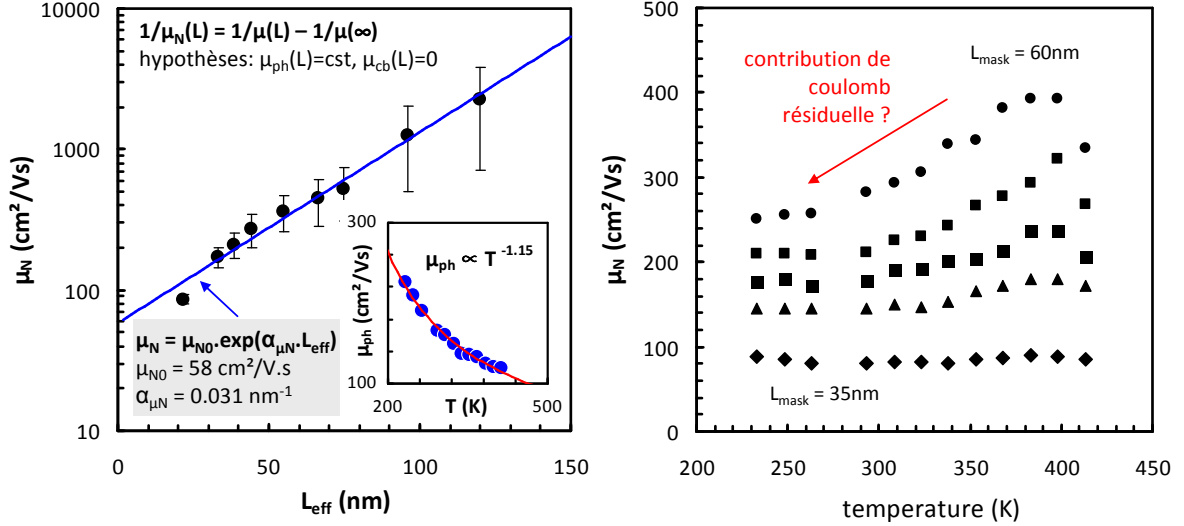 10000
1000
100
10
μN (cm²/Vs)
1/μN(L) = 1/μ(L) – 1/μ(∞)
hypothèses: μph(L)=cst, μcb(L)=0
μN = μN0.exp(αμN.Leff)
μN0 = 58 cm²/V.s
αμN = 0.031 nm-1
300
100
μph (cm²/Vs)
μph ∝ T-1.15
200
T (K)
500
0
50
100
150
Leff (nm)
500
400
300
200
100
0
μN (cm²/Vs)
contribution de
coulomb
résiduelle ?
Lmask = 60nm
Lmask = 35nm
200
250
300
350
400
450
temperature (K)